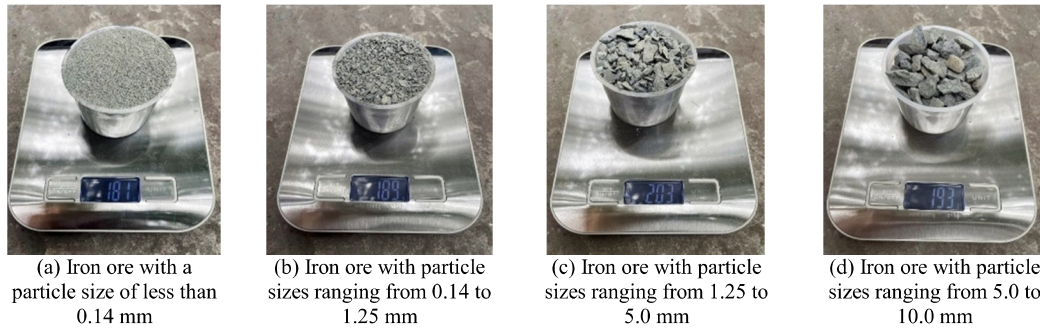 181
189
203
193
UNIT
(a) Iron ore with a
particle size of less than
0.14 mm
(b) Iron ore with particle
sizes ranging from 0.14 to
1.25 mm
(c) Iron ore with particle
sizes ranging from 1.25 to
5.0 mm
(d) Iron ore with particle
sizes ranging from 5.0 to
10.0 mm